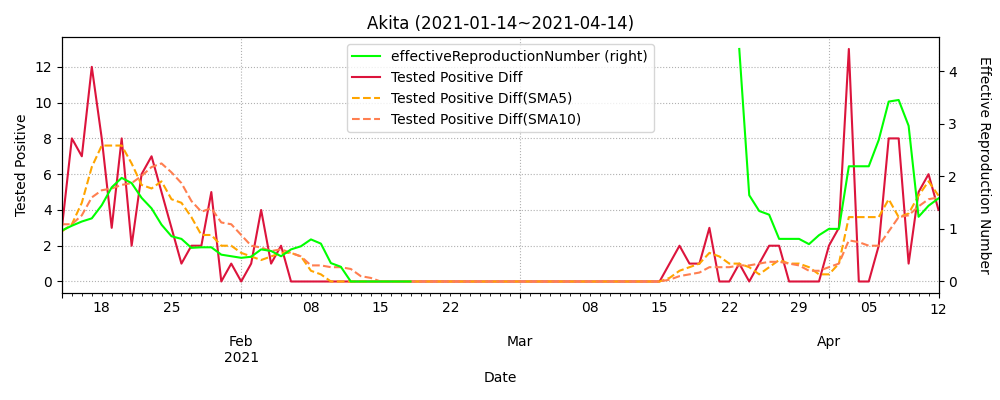 Akita (2021-01-14~2021-04-14)
effectiveReproductionNumber (right)
Tested Positive Diff
Tested Positive Diff(SMA5)
Tested Positive Diff(SMA10)
Tested Positive
12
10
8
6
4
2
0
Effective Reproduction Number
4
3
2
1
0
18 25 08 15 22 08 15 22 29 05 12
Feb Mar Apr
2021
Date